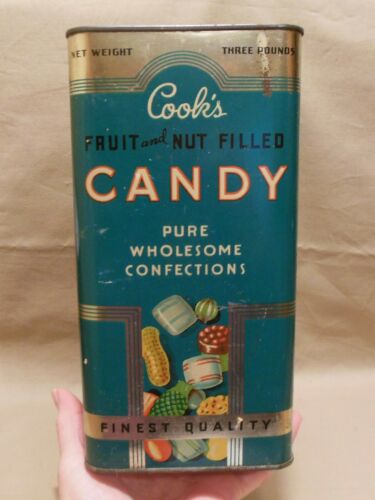 NET WEIGHT THREE POUNDS
Cook's
FRUIT and NUT FILLED
CANDY
PURE
WHOLESOME
CONFECTIONS
FINEST QUALITY